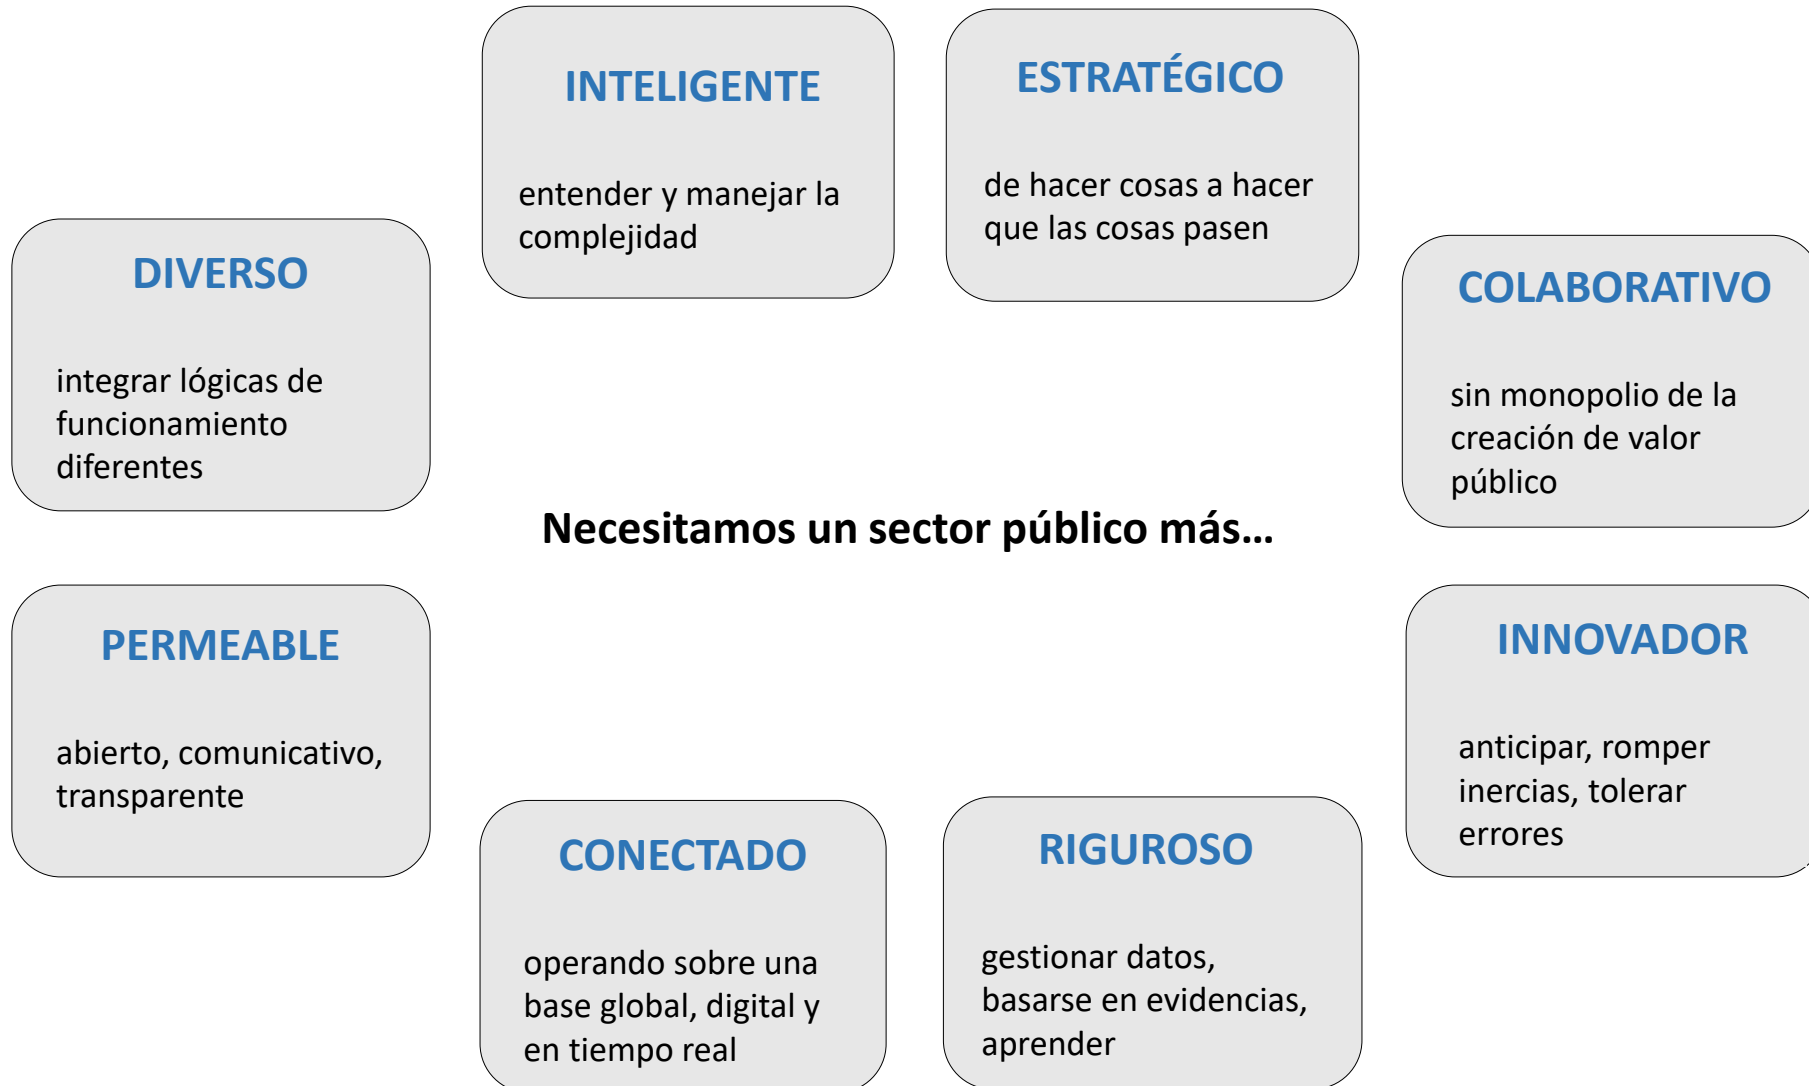 INTELIGENTE
entender y manejar la
complejidad
ESTRATÉGICO
de hacer cosas a hacer
que las cosas pasen
DIVERSO
integrar lógicas de
funcionamiento
diferentes
COLABORATIVO
sin monopolio de la
creación de valor
público
Necesitamos un sector público más...
PERMEABLE
abierto, comunicativo,
transparente
INNOVADOR
anticipar, romper
inercias, tolerar
errores
CONECTADO
operando sobre una
base global, digital y
en tiempo real
RIGUROSO
gestionar datos,
basarse en evidencias,
aprender